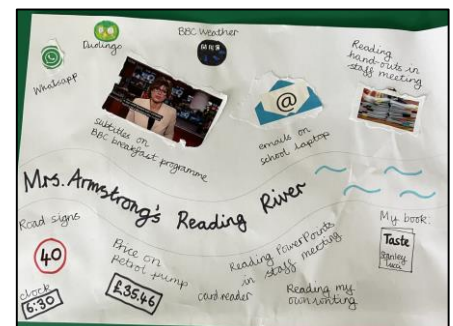 Duolingo
BBC Weather
Whatsapp
Reading
hand-outs in
staff meeting
subtitles on
BBC breakfast programme
@
emails on
school laptop
Mrs. Armstrong's Reading River
Road signs
40
clock
6:30
Price on
Petrol pump
£35.46
card reader
Reading PowerPoints
in staff meeting
Reading my
own writing
My book:
Taste
Stanley